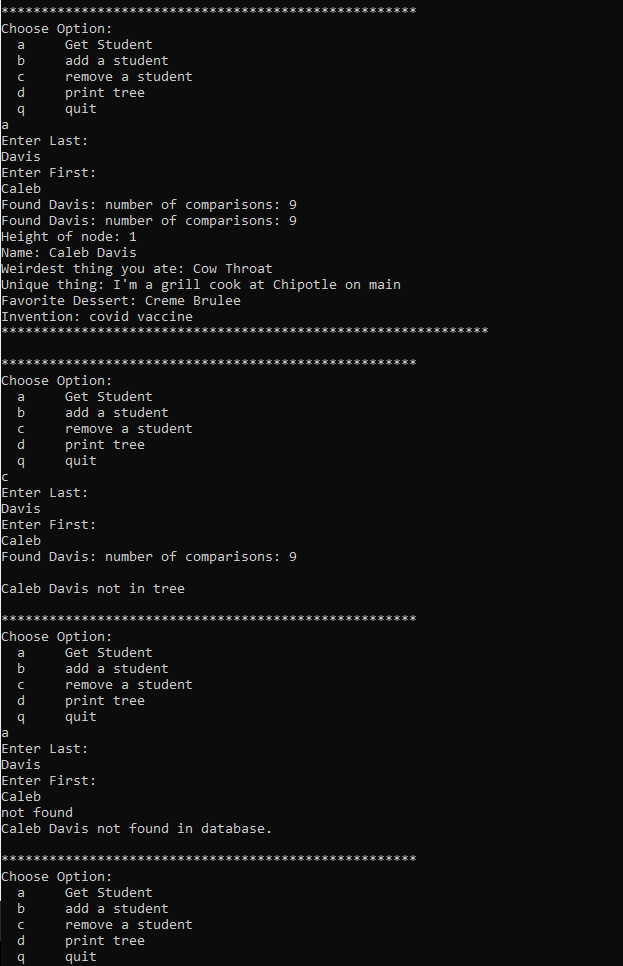 ****************************************************
Choose Option:
  a     Get Student
  b     add a student
  c     remove a student
  d     print tree
  q     quit
a
Enter Last:
Davis
Enter First:
Caleb
Found Davis: number of comparisons: 9
Found Davis: number of comparisons: 9
Height of node: 1
Name: Caleb Davis
Weirdest thing you ate: Cow Throat
Unique thing: I'm a grill cook at Chipotle on main
Favorite Dessert: Creme Brulee
Invention: covid vaccine
*************************************************************
****************************************************
Choose Option:
  a     Get Student
  b     add a student
  c     remove a student
  d     print tree
  q     quit
c
Enter Last:
Davis
Enter First:
Caleb
Found Davis: number of comparisons: 9
Caleb Davis not in tree
****************************************************
Choose Option:
  a     Get Student
  b     add a student
  c     remove a student
  d     print tree
  q     quit
a
Enter Last:
Davis
Enter First:
Caleb
not found
Caleb Davis not found in database.
****************************************************
Choose Option:
  a     Get Student
  b     add a student
  c     remove a student
  d     print tree
  q     quit